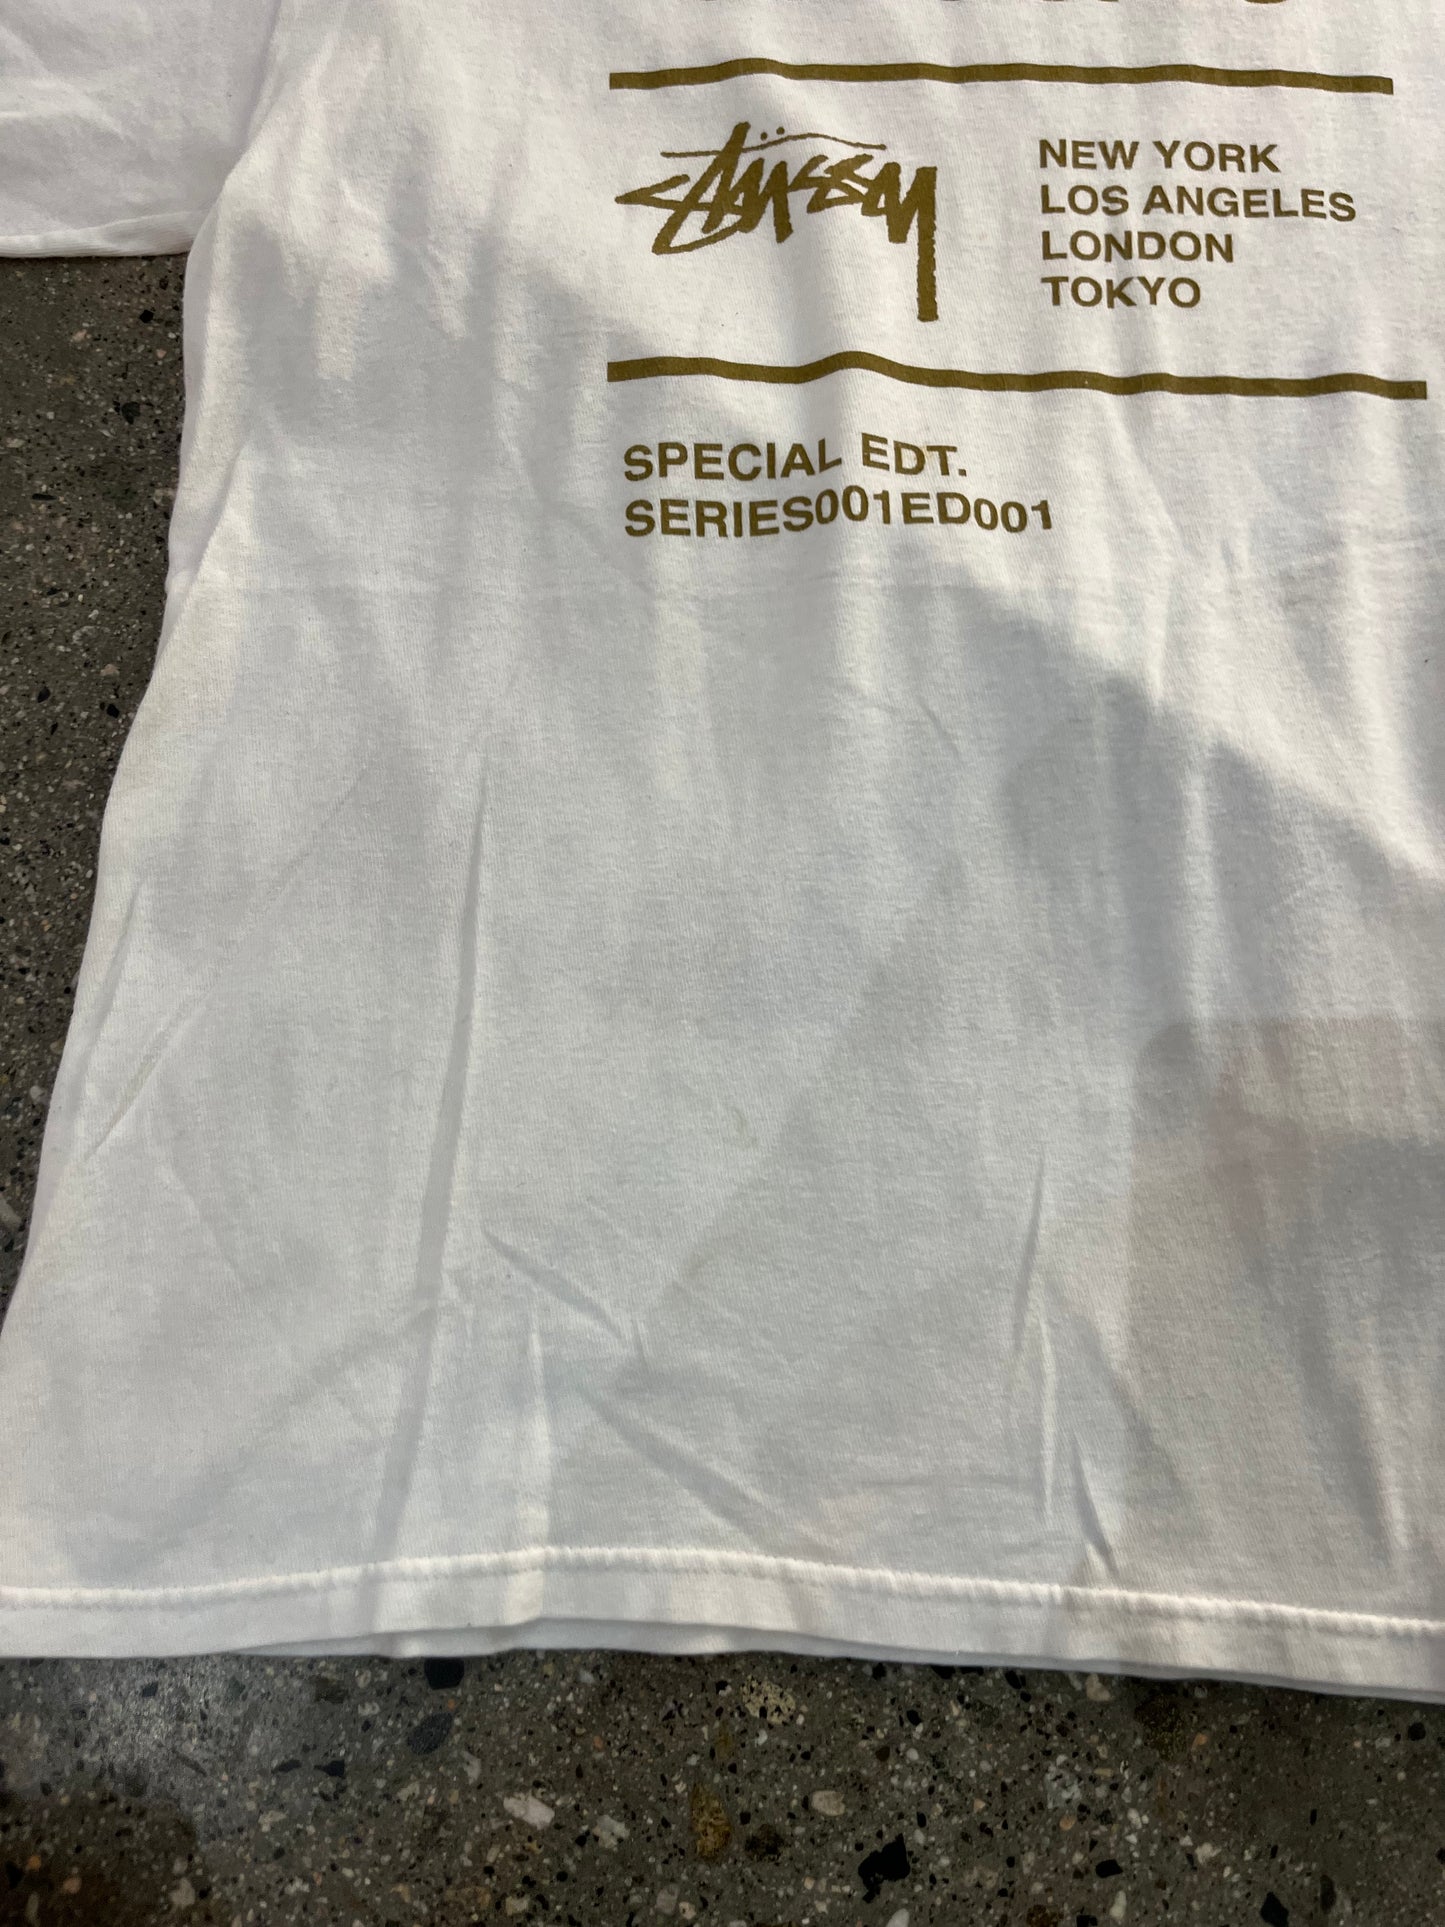 Stüssy
NEW YORK
LOS ANGELES
LONDON
TOKYO
SPECIAL EDT.
SERIES001ED001